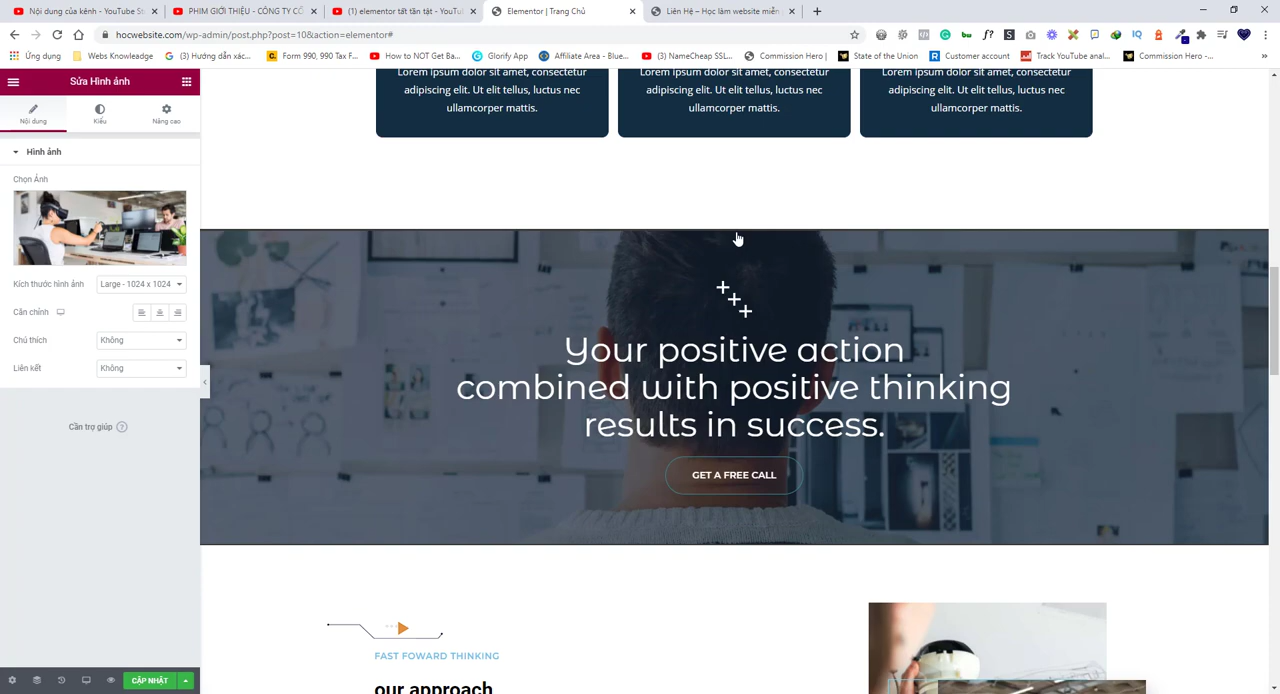 Nội dung của kênh - YouTube St
PHIM GIỚI THIỆU - CÔNG TY CỔ
(1) elementor tất tần tật - YouTu
Elementor | Trang Chủ
Liên Hệ – Học làm website miễn
hocwebsite.com/wp-admin/post.php?post=10&action=elementor#
Ứng dụng
Webs Knowleadge
(3) Hướng dẫn xác...
Form 990, 990 Tax F...
How to NOT Get Ba...
Glorify App
Affiliate Area - Blue...
(3) NameCheap SSL...
Commission Hero |
State of the Union
Customer account
Track YouTube anal...
Commission Hero -...
Sửa Hình ảnh
Nội dung
Kiểu
Nâng cao
Hình ảnh
Chọn Ảnh
Kích thước hình ảnh
Large - 1024 x 1024
Căn chỉnh
Chú thích
Không
Liên kết
Không
Cần trợ giúp
CẬP NHẬT
Lorem ipsum dolor sit amet, consectetur
adipiscing elit. Ut elit tellus, luctus nec
ullamcorper mattis.
Lorem ipsum dolor sit amet, consectetur
adipiscing elit. Ut elit tellus, luctus nec
ullamcorper mattis.
Lorem ipsum dolor sit amet, consectetur
adipiscing elit. Ut elit tellus, luctus nec
ullamcorper mattis.
Your positive action
combined with positive thinking
results in success.
GET A FREE CALL
FAST FOWARD THINKING
our approach